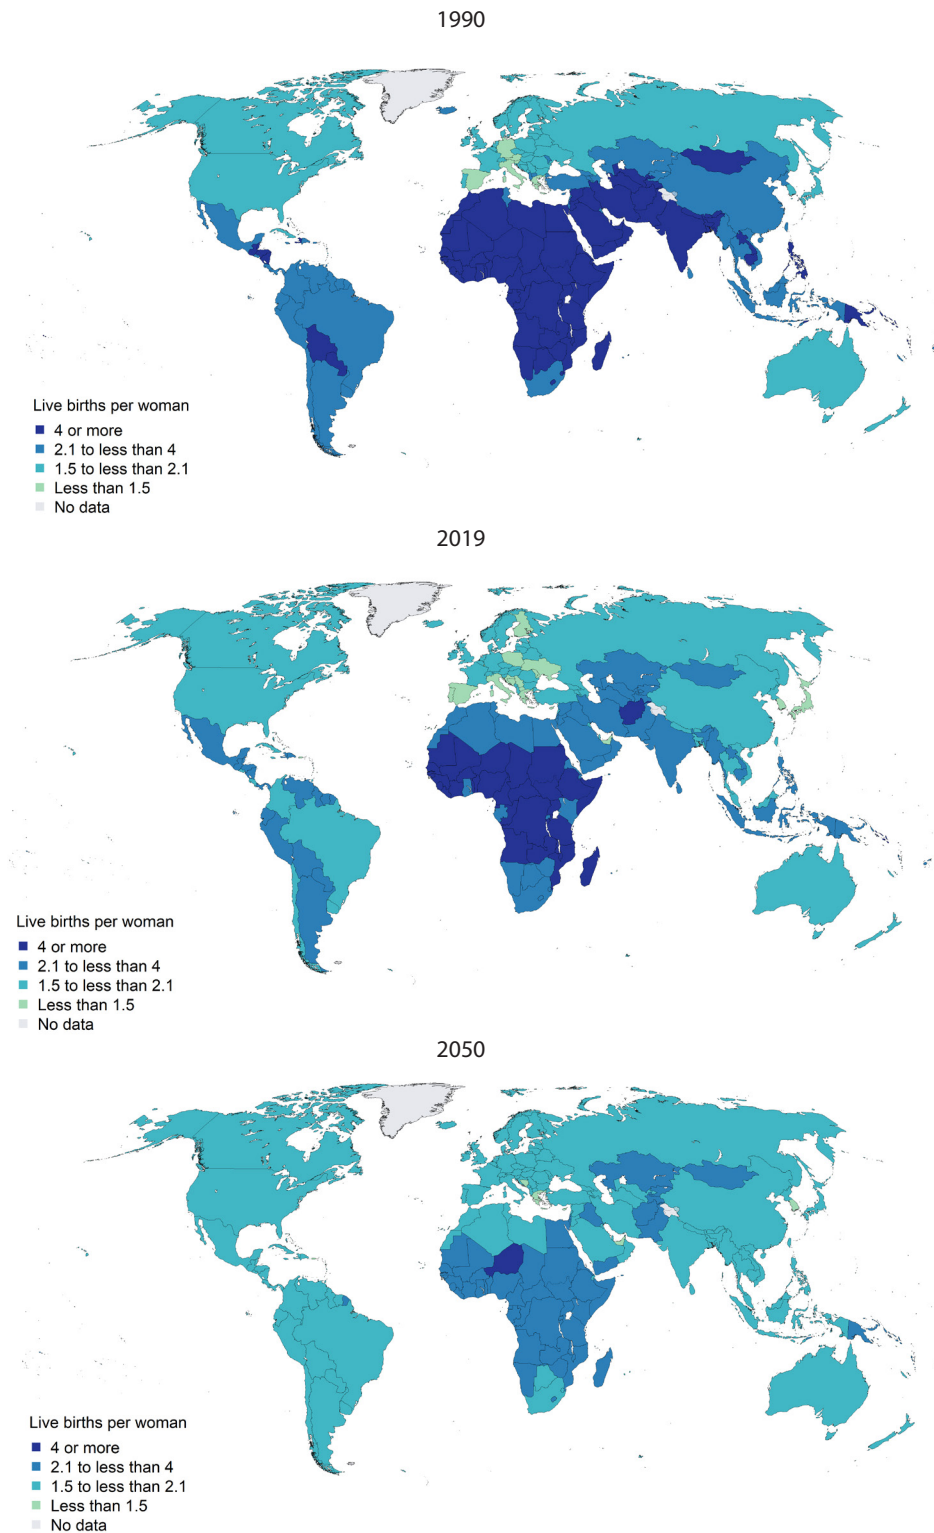 1990
Live births per woman
4 or more
2.1 to less than 4
1.5 to less than 2.1
Less than 1.5
No data
2019
Live births per woman
4 or more
2.1 to less than 4
1.5 to less than 2.1
Less than 1.5
No data
2050
Live births per woman
4 or more
2.1 to less than 4
1.5 to less than 2.1
Less than 1.5
No data